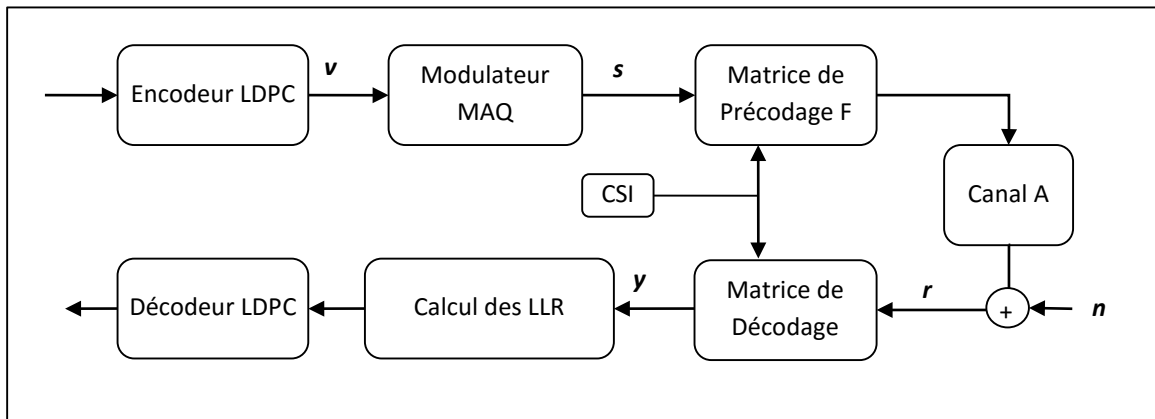 Encodeur LDPC
v
Modulateur
MAQ
s
Matrice de
Précodage F
CSI
Canal A
Décodeur LDPC
Calcul des LLR
y
Matrice de
Décodage
r
+
n